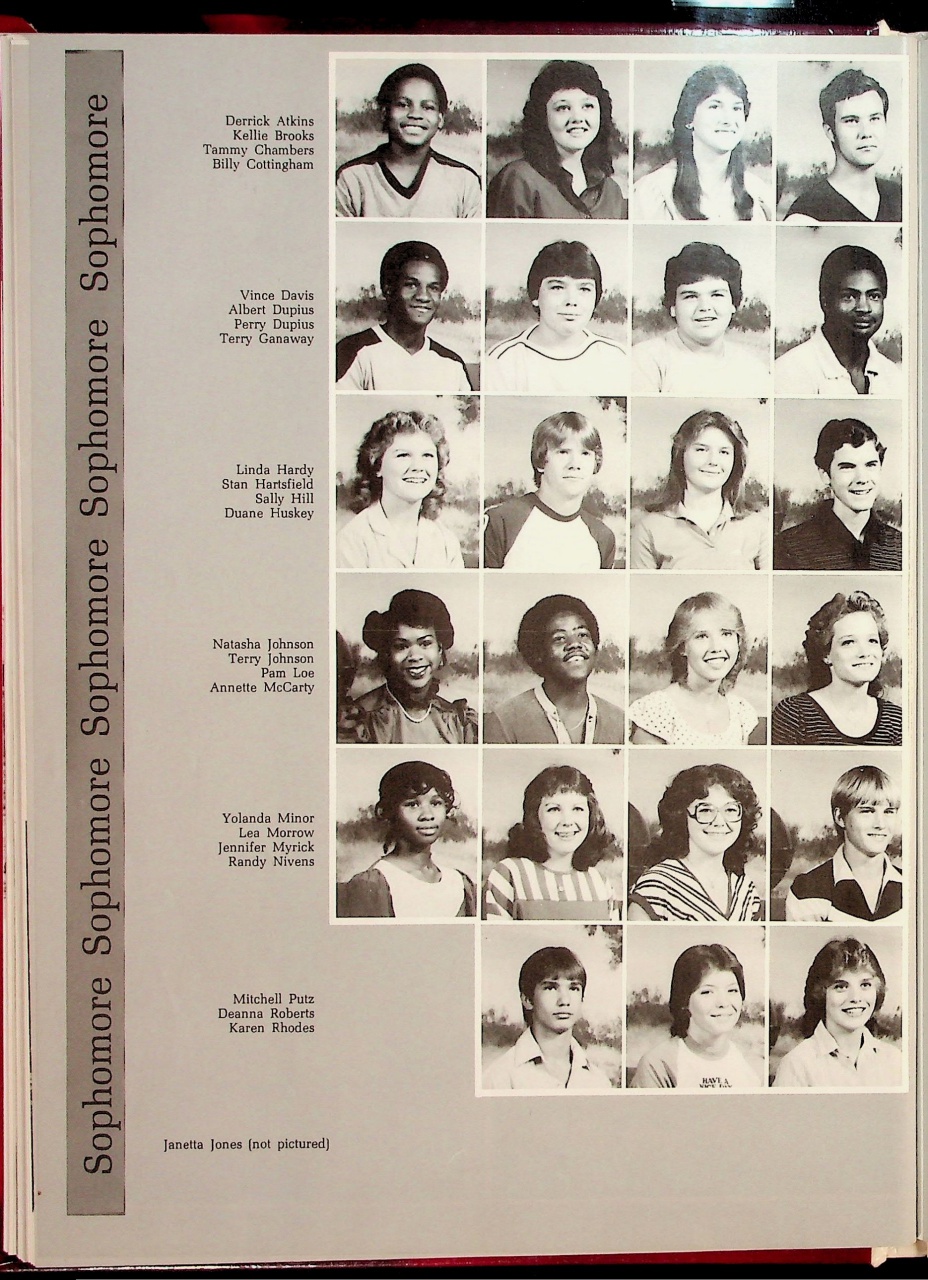 Sophomore Sophomore Sophomore Sophomore Sophomore
Derrick Atkins
Kellie Brooks
Tammy Chambers
Billy Cottingham
Vince Davis
Albert Dupius
Perry Dupius
Terry Ganaway
Linda Hardy
Stan Hartsfield
Sally Hill
Duane Huskey
Natasha Johnson
Terry Johnson
Pam Loe
Annette McCarty
Yolanda Minor
Lea Morrow
Jennifer Myrick
Randy Nivens
Mitchell Putz
Deanna Roberts
Karen Rhodes
HAVE A
NICE DAY
Janetta Jones (not pictured)